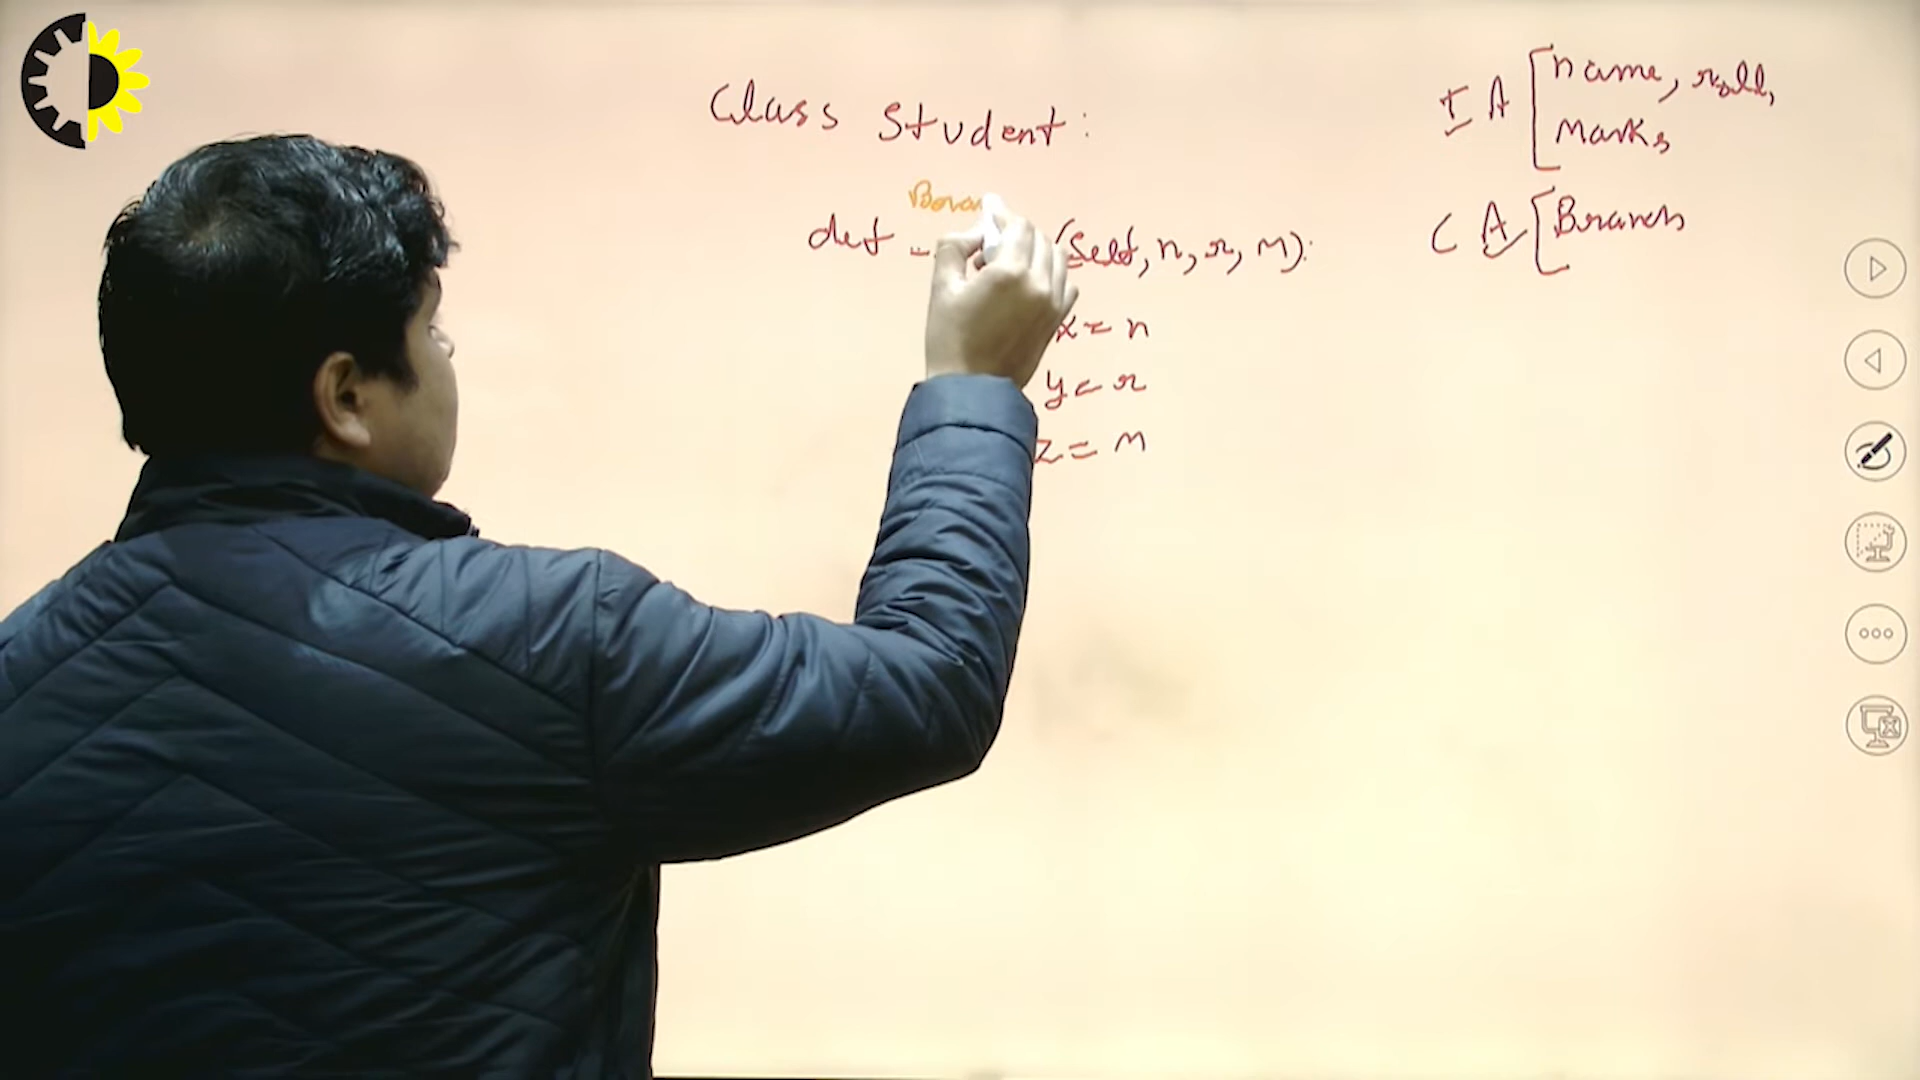 Class Student:
def (self, n, r, m):
x = n
y = r
z = m
I A name, roll,
Marks
C A Branch